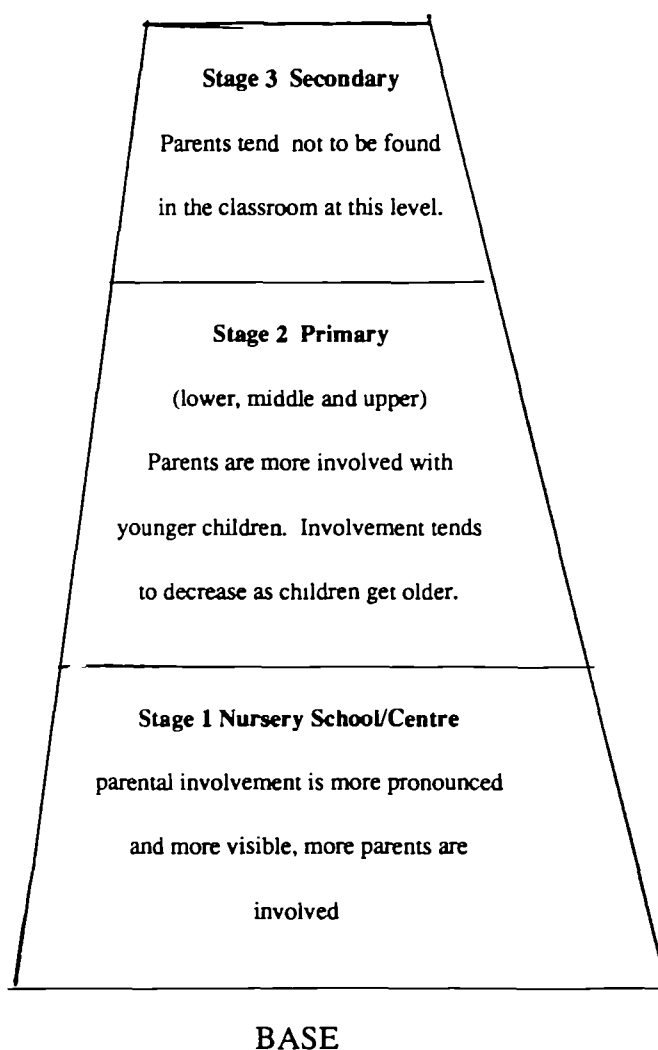 Stage 3 Secondary
Parents tend not to be found
in the classroom at this level.
Stage 2 Primary
(lower, middle and upper)
Parents are more involved with
younger children. Involvement tends
to decrease as children get older.
Stage 1 Nursery School/Centre
parental involvement is more pronounced
and more visible, more parents are
involved
BASE